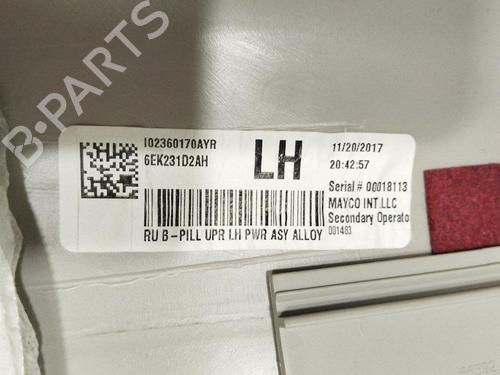 B-PARTS
I02360170AYR
6EK231D2AH
LH
11/20/2017
20:42:57
Serial # 00018113
MAYCO INT.LLC
Secondary Operato
001483
RU B-PILL UPR LH PWR ASY ALLOY